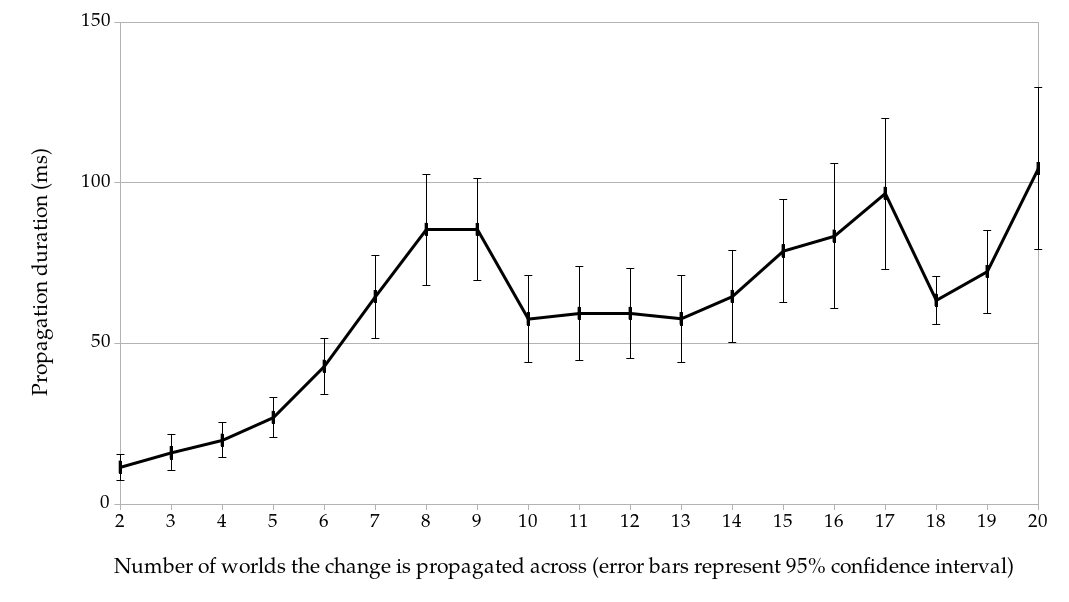 150
100
50
0
Propagation duration (ms)
2 3 4 5 6 7 8 9 10 11 12 13 14 15 16 17 18 19 20
Number of worlds the change is propagated across (error bars represent 95% confidence interval)